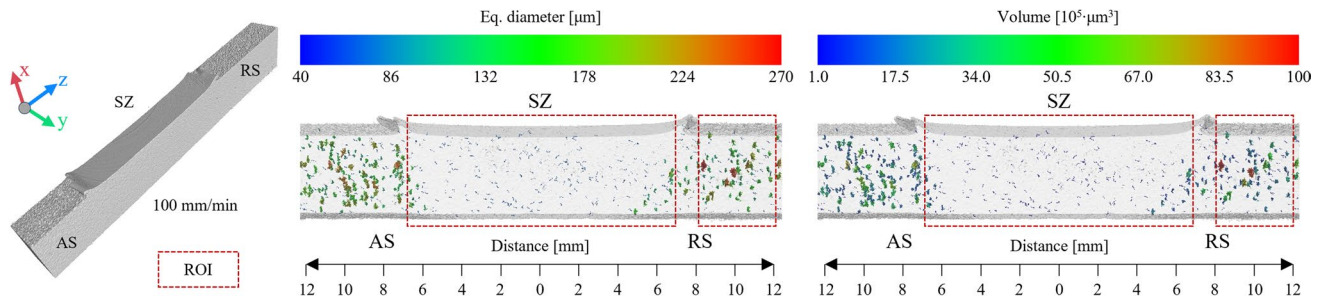 x
z
y
SZ
RS
AS
100 mm/min
ROI
Eq. diameter [µm]
40 86 132 178 224 270
SZ
AS RS
Distance [mm]
12 10 8 6 4 2 0 2 4 6 8 10 12
Volume [10⁵·µm³]
1.0 17.5 34.0 50.5 67.0 83.5 100
SZ
AS RS
Distance [mm]
12 10 8 6 4 2 0 2 4 6 8 10 12